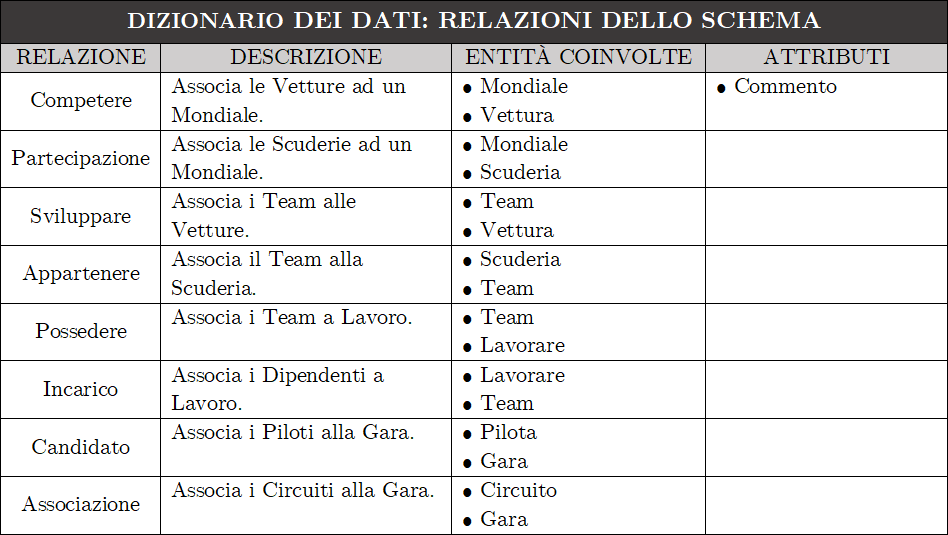 DIZIONARIO DEI DATI: RELAZIONI DELLO SCHEMA
RELAZIONE DESCRIZIONE ENTITÀ COINVOLTE ATTRIBUTI
Competere
Associa le Vetture ad un
Mondiale.
• Mondiale
• Vettura
• Commento
Partecipazione
Associa le Scuderie ad un
Mondiale.
• Mondiale
• Scuderia
Sviluppare
Associa i Team alle
Vetture.
• Team
• Vettura
Appartenere
Associa il Team alla
Scuderia.
• Scuderia
• Team
Possedere
Associa i Team a Lavoro.
• Team
• Lavorare
Incarico
Associa i Dipendenti a
Lavoro.
• Lavorare
• Team
Candidato
Associa i Piloti alla Gara.
• Pilota
• Gara
Associazione
Associa i Circuiti alla Gara.
• Circuito
• Gara